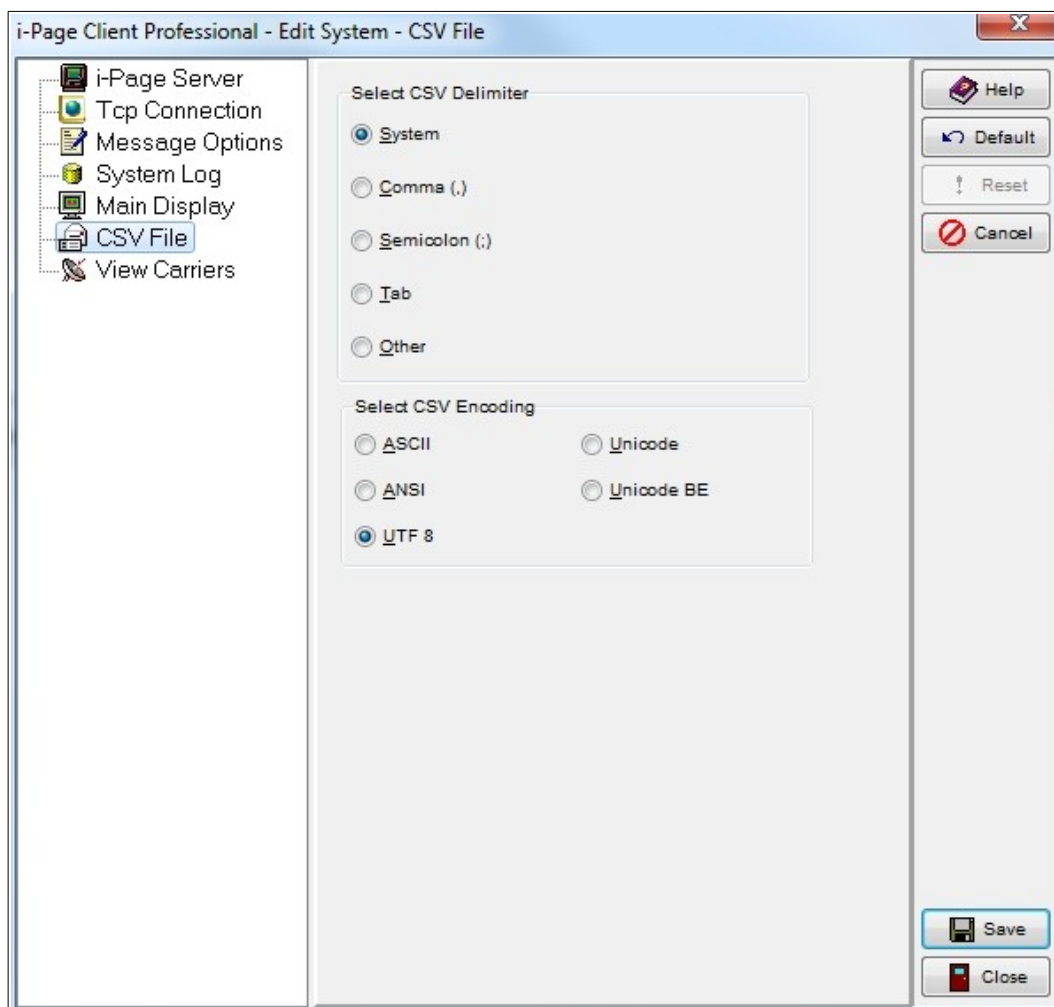 i-Page Client Professional - Edit System - CSV File
X
i-Page Server
Tcp Connection
Message Options
System Log
Main Display
CSV File
View Carriers
Select CSV Delimiter
System
Comma (,)
Semicolon (;)
Tab
Other
Select CSV Encoding
ASCII
Unicode
ANSI
Unicode BE
UTF 8
Help
Default
Reset
Cancel
Save
Close